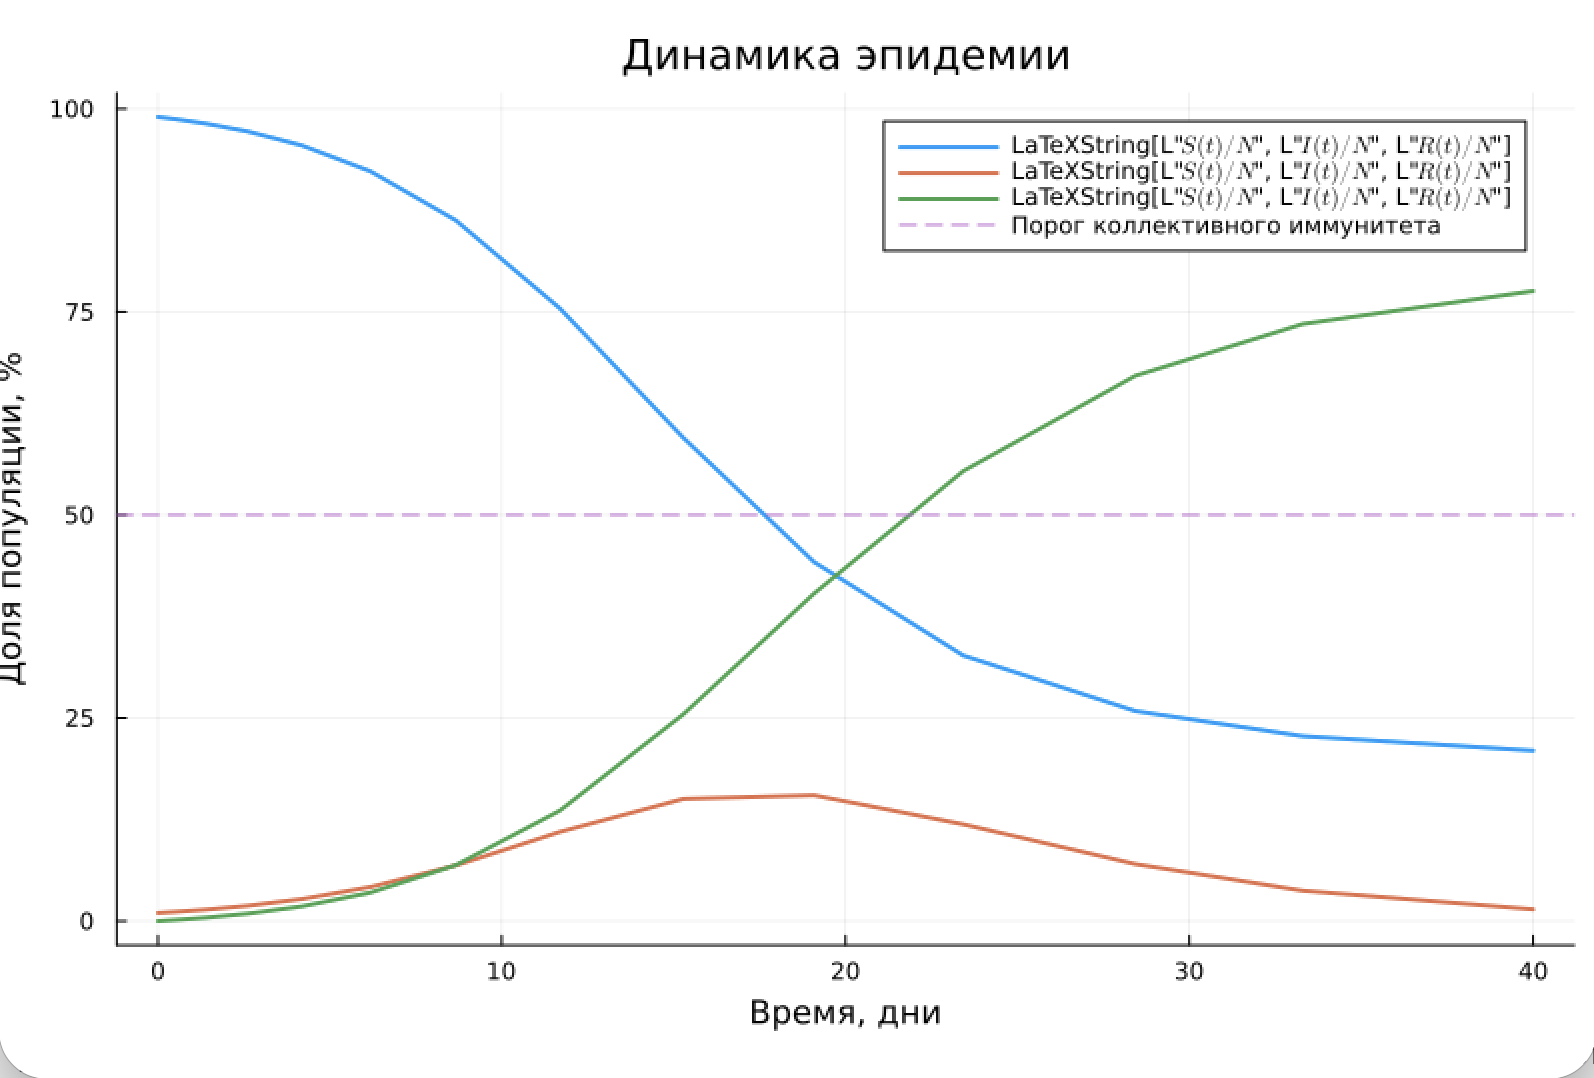 Динамика эпидемии
100
75
50
25
0
Доля популяции, %
LaTeXString[L"S(t)/N", L"I(t)/N", L"R(t)/N"]
LaTeXString[L"S(t)/N", L"I(t)/N", L"R(t)/N"]
LaTeXString[L"S(t)/N", L"I(t)/N", L"R(t)/N"]
Порог коллективного иммунитета
0 10 20 30 40
Время, дни